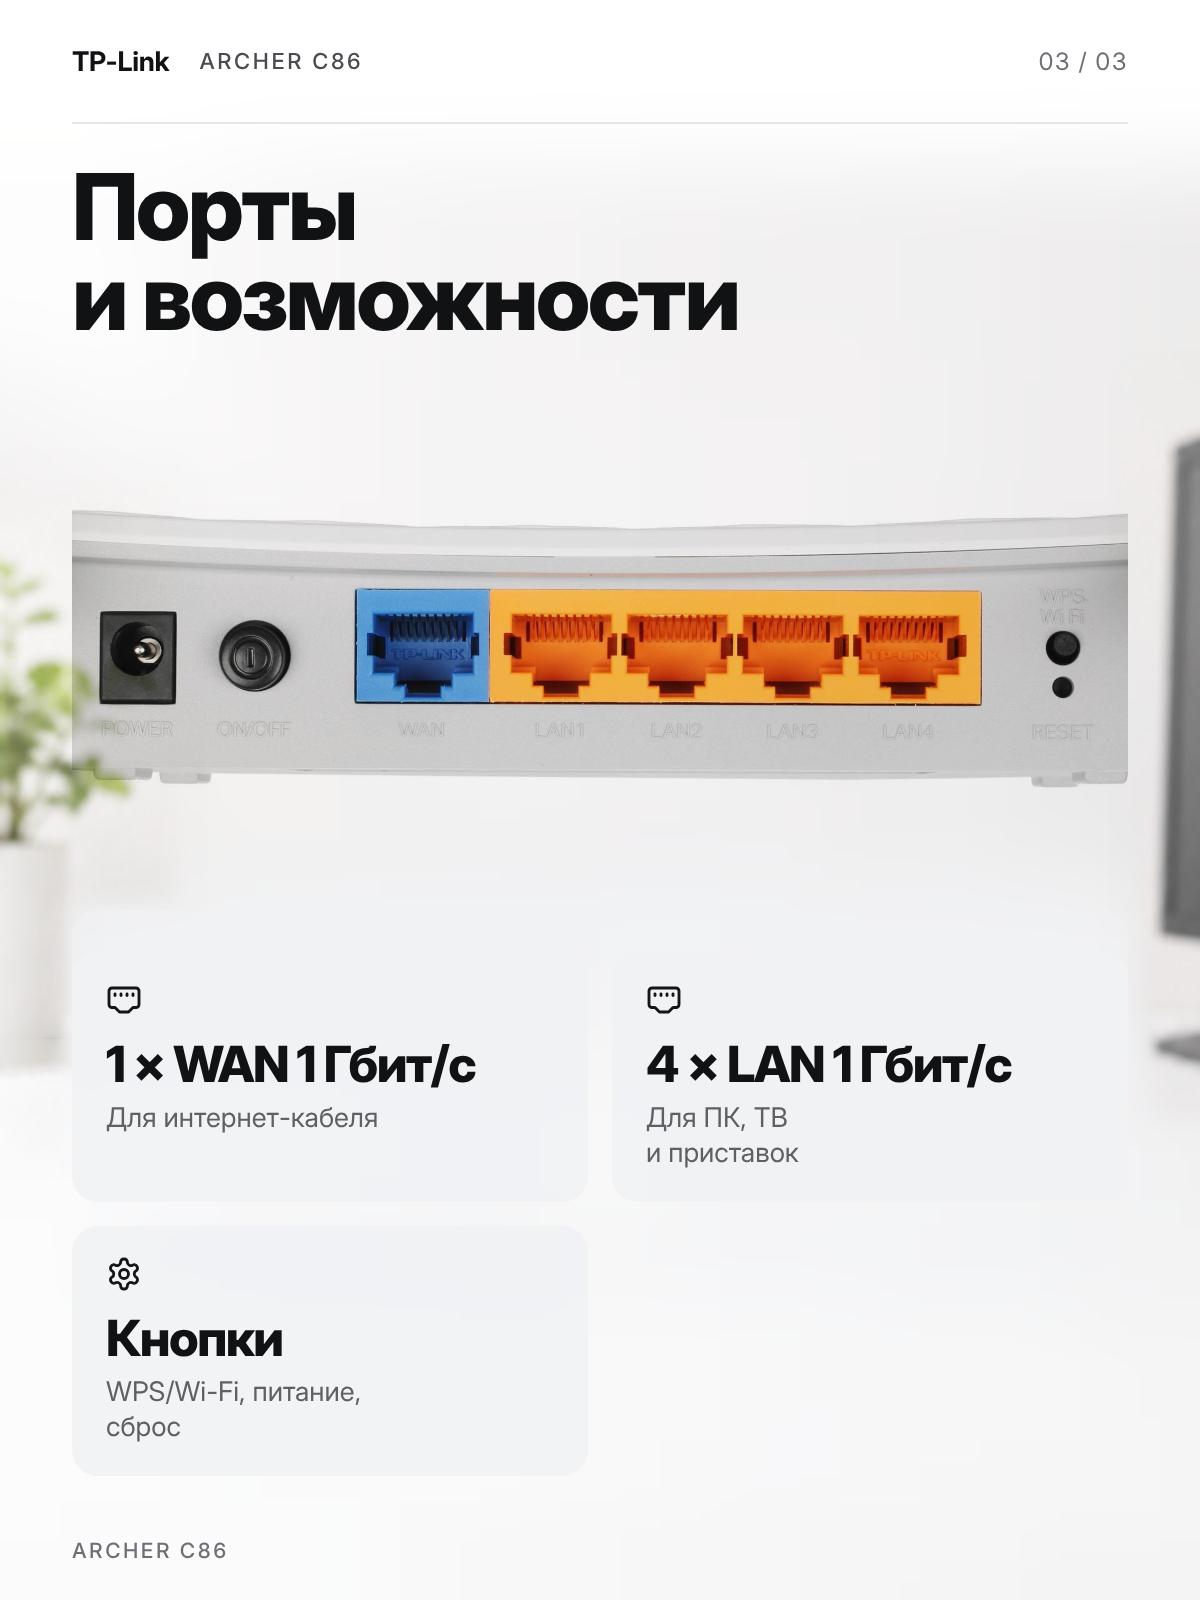 TP-Link ARCHER C86 03 / 03
Порты
и возможности
WPS
Wi Fi
TP-LINK TP-LINK
POWER ON/OFF WAN LAN1 LAN2 LAN3 LAN4 RESET
1 × WAN 1 Гбит/с
Для интернет-кабеля
4 × LAN 1 Гбит/с
Для ПК, ТВ
и приставок
Кнопки
WPS/Wi-Fi, питание,
сброс
ARCHER C86